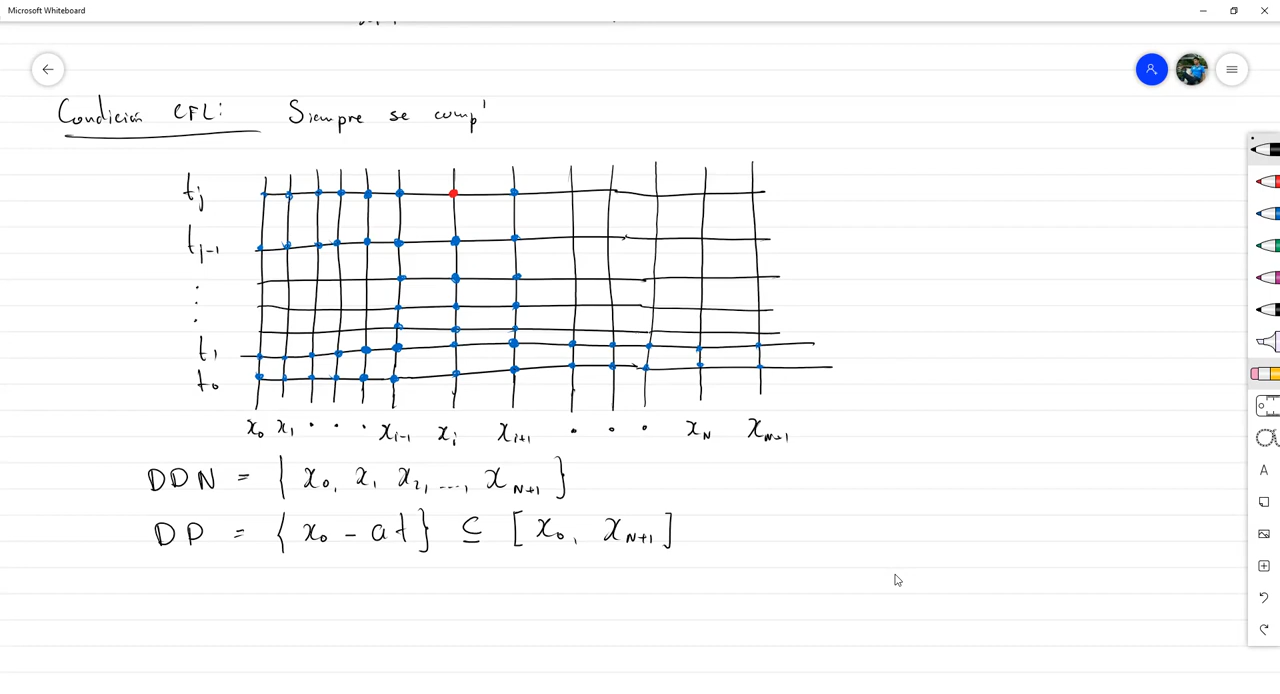 Microsoft Whiteboard
Condición CFL: Siempre se comp
t_j
t_{j-1}
⋮
t_1
t_0
x_0 x_1 . . . x_{i-1} x_i x_{i+1} . . . x_N x_{N+1}
DDN = { x_0, x_1 x_2, ..., x_{N+1} }
DP = { x_0 - at } ⊆ [ x_0, x_{N+1} ]
A